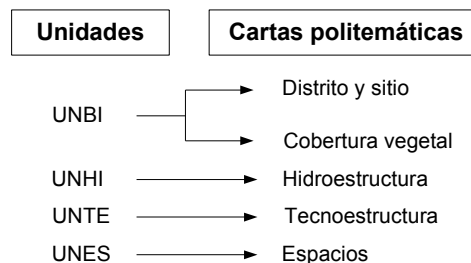 Unidades
Cartas politemáticas
UNBI
Distrito y sitio
Cobertura vegetal
UNHI
Hidroestructura
UNTE
Tecnoestructura
UNES
Espacios